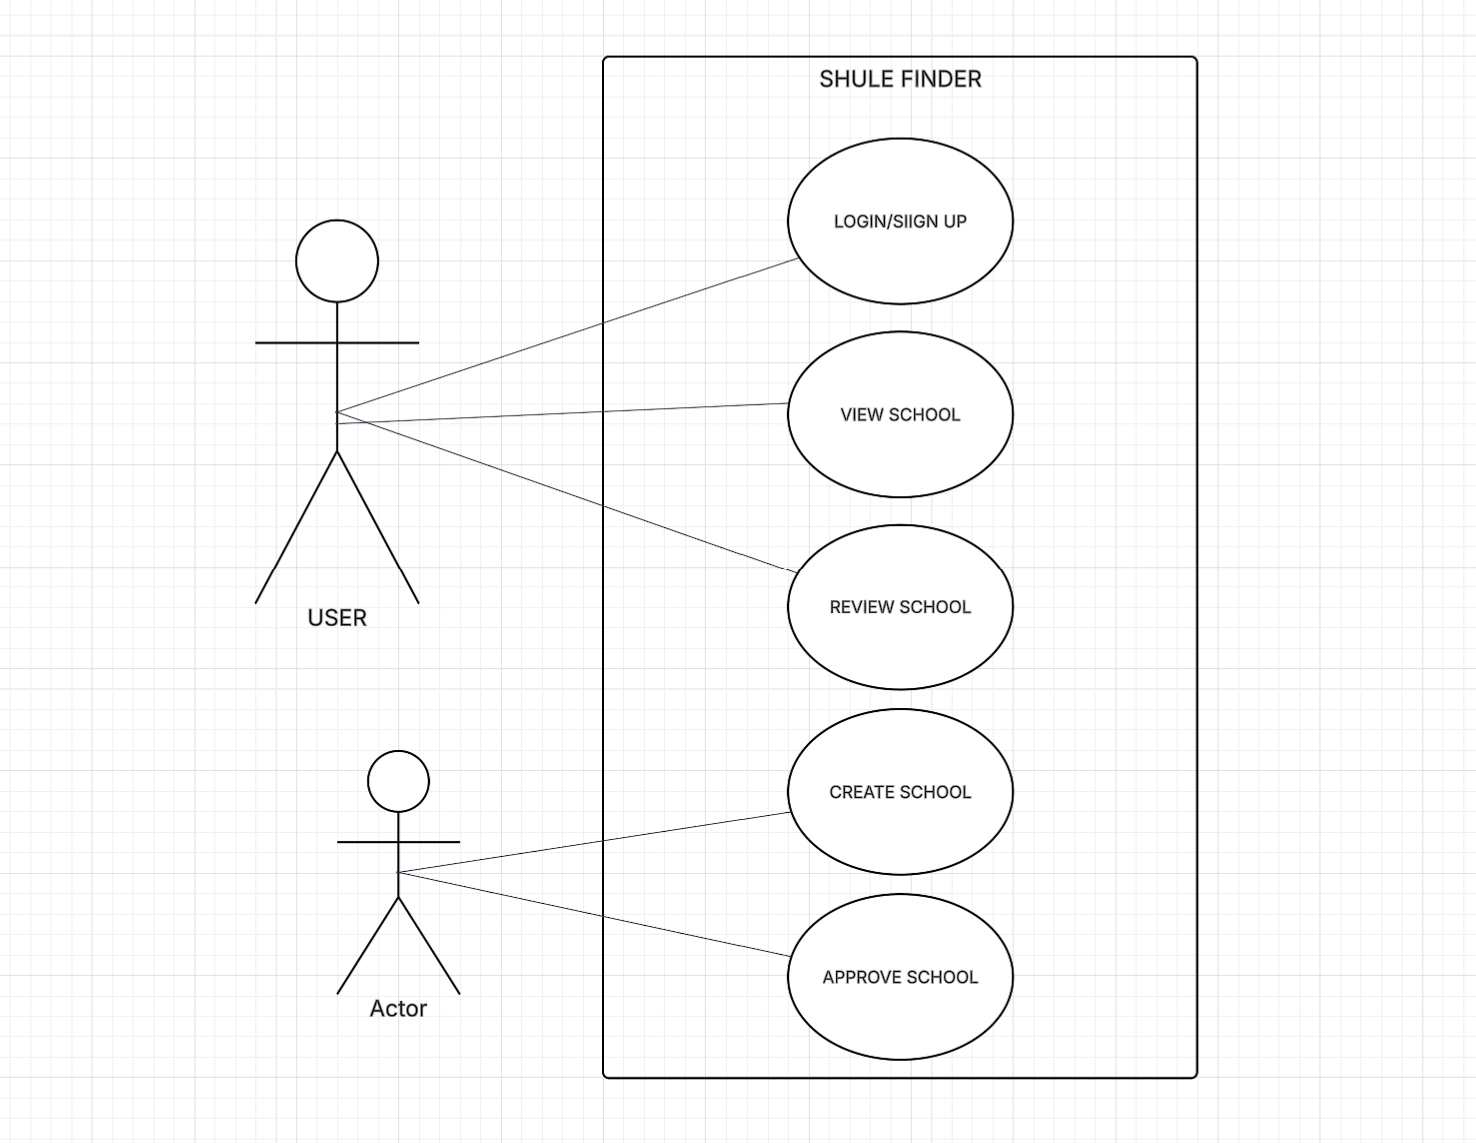 SHULE FINDER
LOGIN/SIIGN UP
VIEW SCHOOL
REVIEW SCHOOL
USER
CREATE SCHOOL
APPROVE SCHOOL
Actor